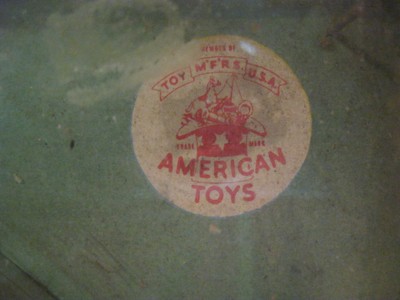 MEMBER OF
TOY M'F'RS. U.S.A.
TRADE MARK
AMERICAN
TOYS